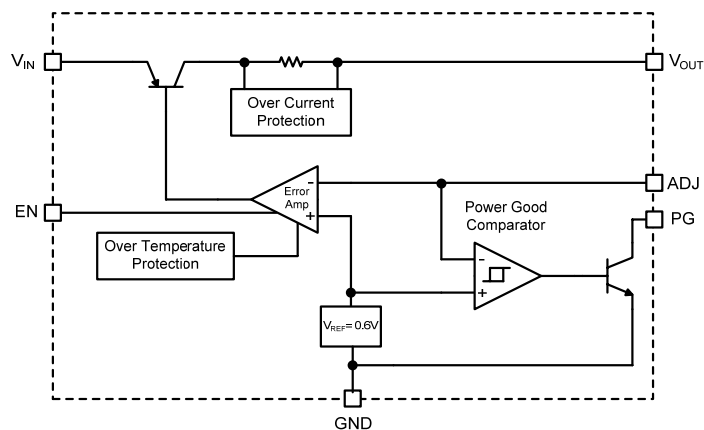 VIN
VOUT
Over Current
Protection
Error
Amp
-
+
ADJ
EN
Power Good
Comparator
PG
Over Temperature
Protection
-
+
VREF= 0.6V
GND